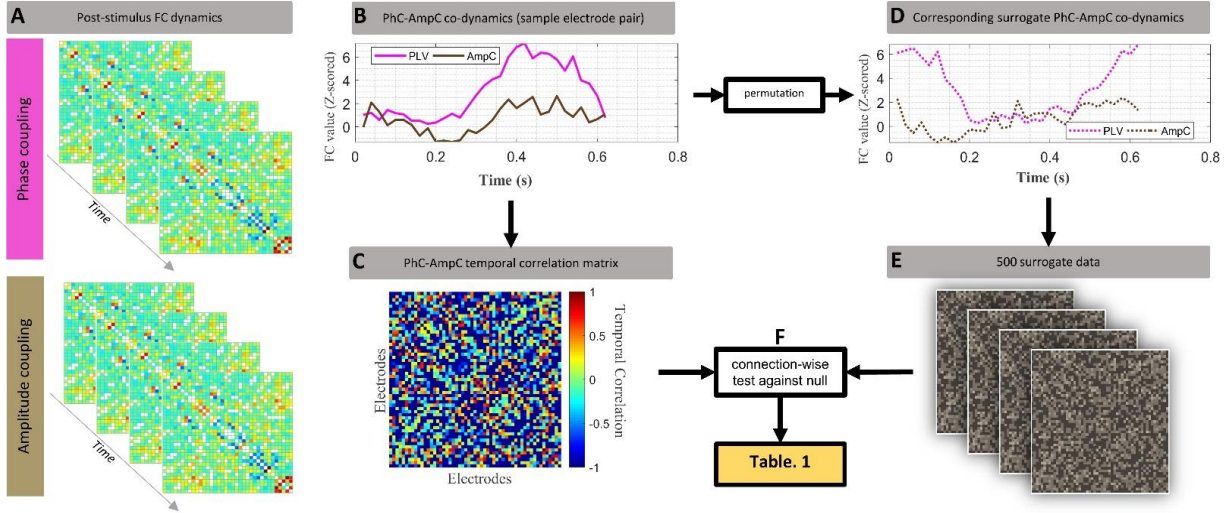 A
Post-stimulus FC dynamics
Phase coupling
Time
Amplitude coupling
Time
B
PhC-AmpC co-dynamics (sample electrode pair)
FC value (Z-scored)
6
4
2
0
PLV
AmpC
0
0.2
0.4
0.6
0.8
Time (s)
permutation
D
Corresponding surrogate PhC-AmpC co-dynamics
FC value (Z-scored)
6
4
2
0
PLV
AmpC
0
0.2
0.4
0.6
0.8
Time (s)
C
PhC-AmpC temporal correlation matrix
Electrodes
Electrodes
1
0.5
0
-0.5
-1
Temporal Correlation
F
connection-wise
test against null
Table. 1
E
500 surrogate data